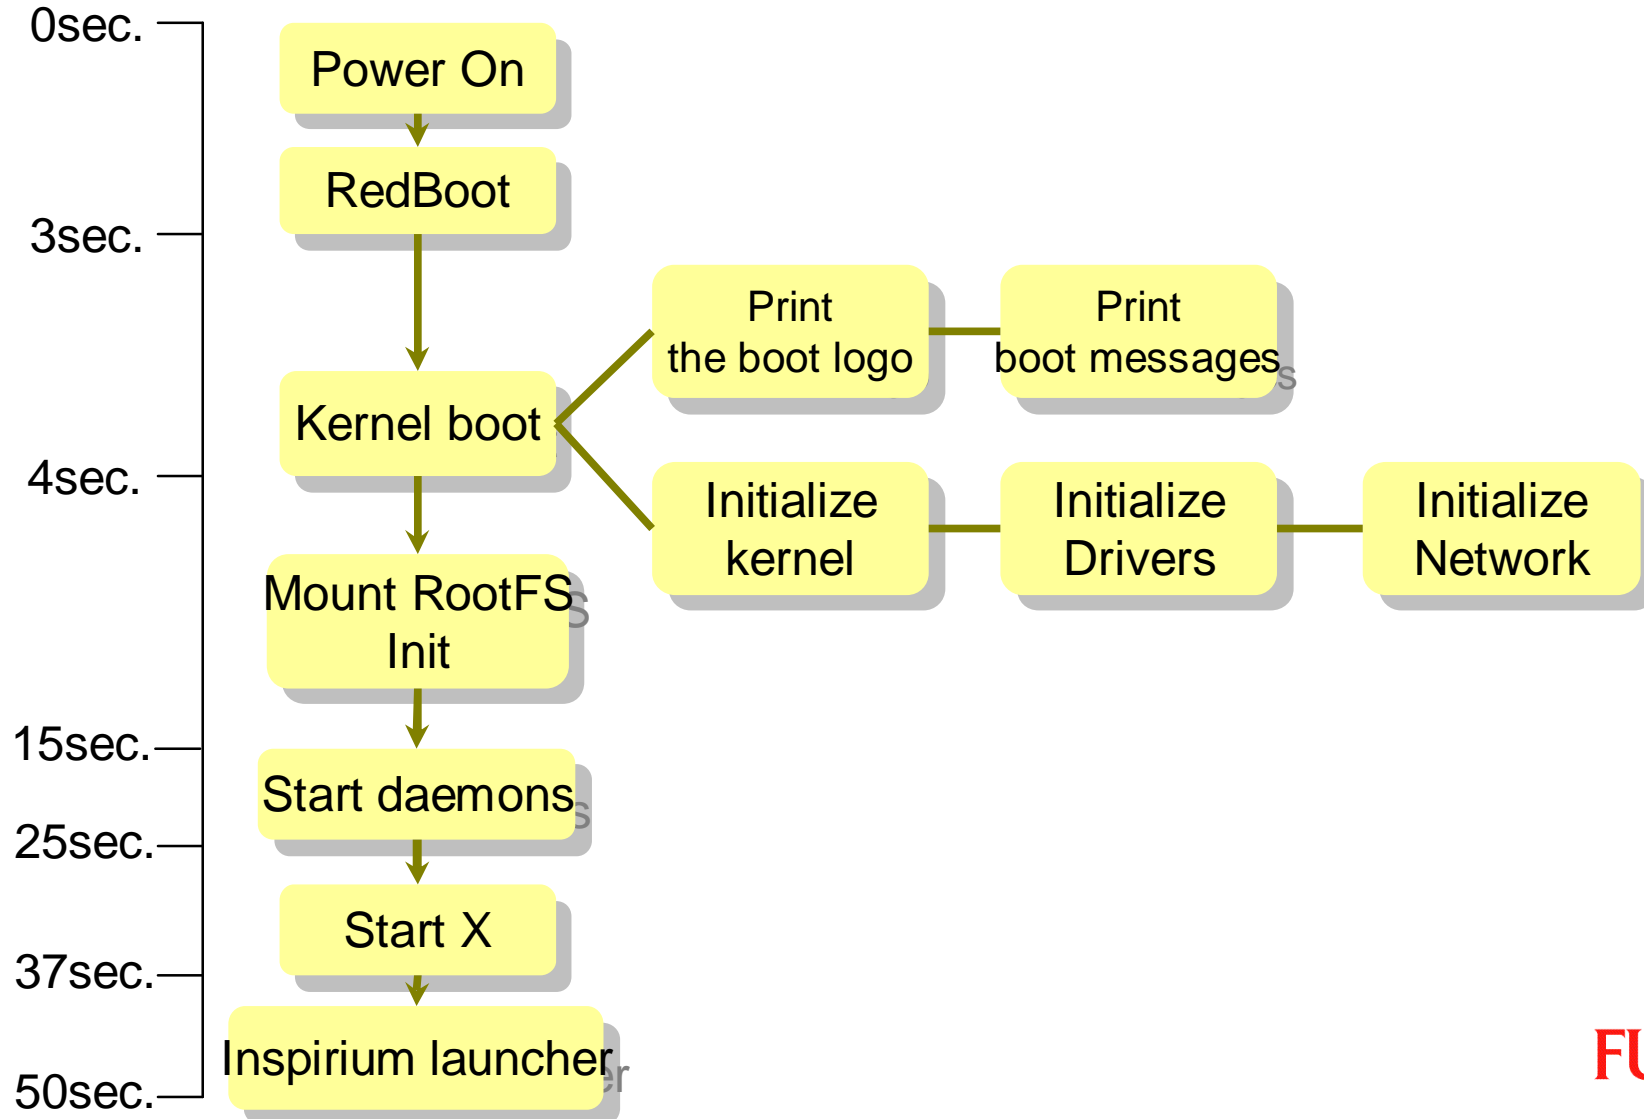 0sec.
Power On
RedBoot
3sec.
Print
the boot logo
Print
boot messages
Kernel boot
4sec.
Initialize
kernel
Initialize
Drivers
Initialize
Network
Mount RootFS
Init
15sec.
Start daemons
25sec.
Start X
37sec.
Inspirium launcher
50sec.